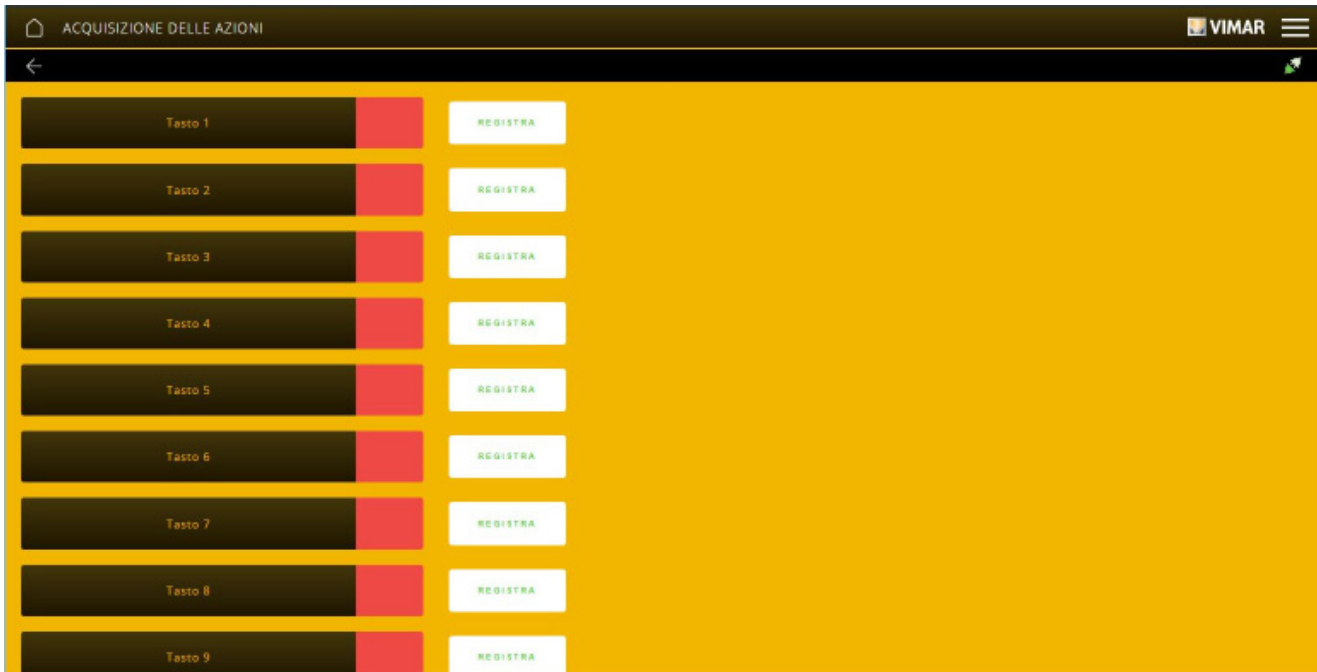 ACQUISIZIONE DELLE AZIONI VIMAR
Tasto 1 REGISTRA
Tasto 2 REGISTRA
Tasto 3 REGISTRA
Tasto 4 REGISTRA
Tasto 5 REGISTRA
Tasto 6 REGISTRA
Tasto 7 REGISTRA
Tasto 8 REGISTRA
Tasto 9 REGISTRA